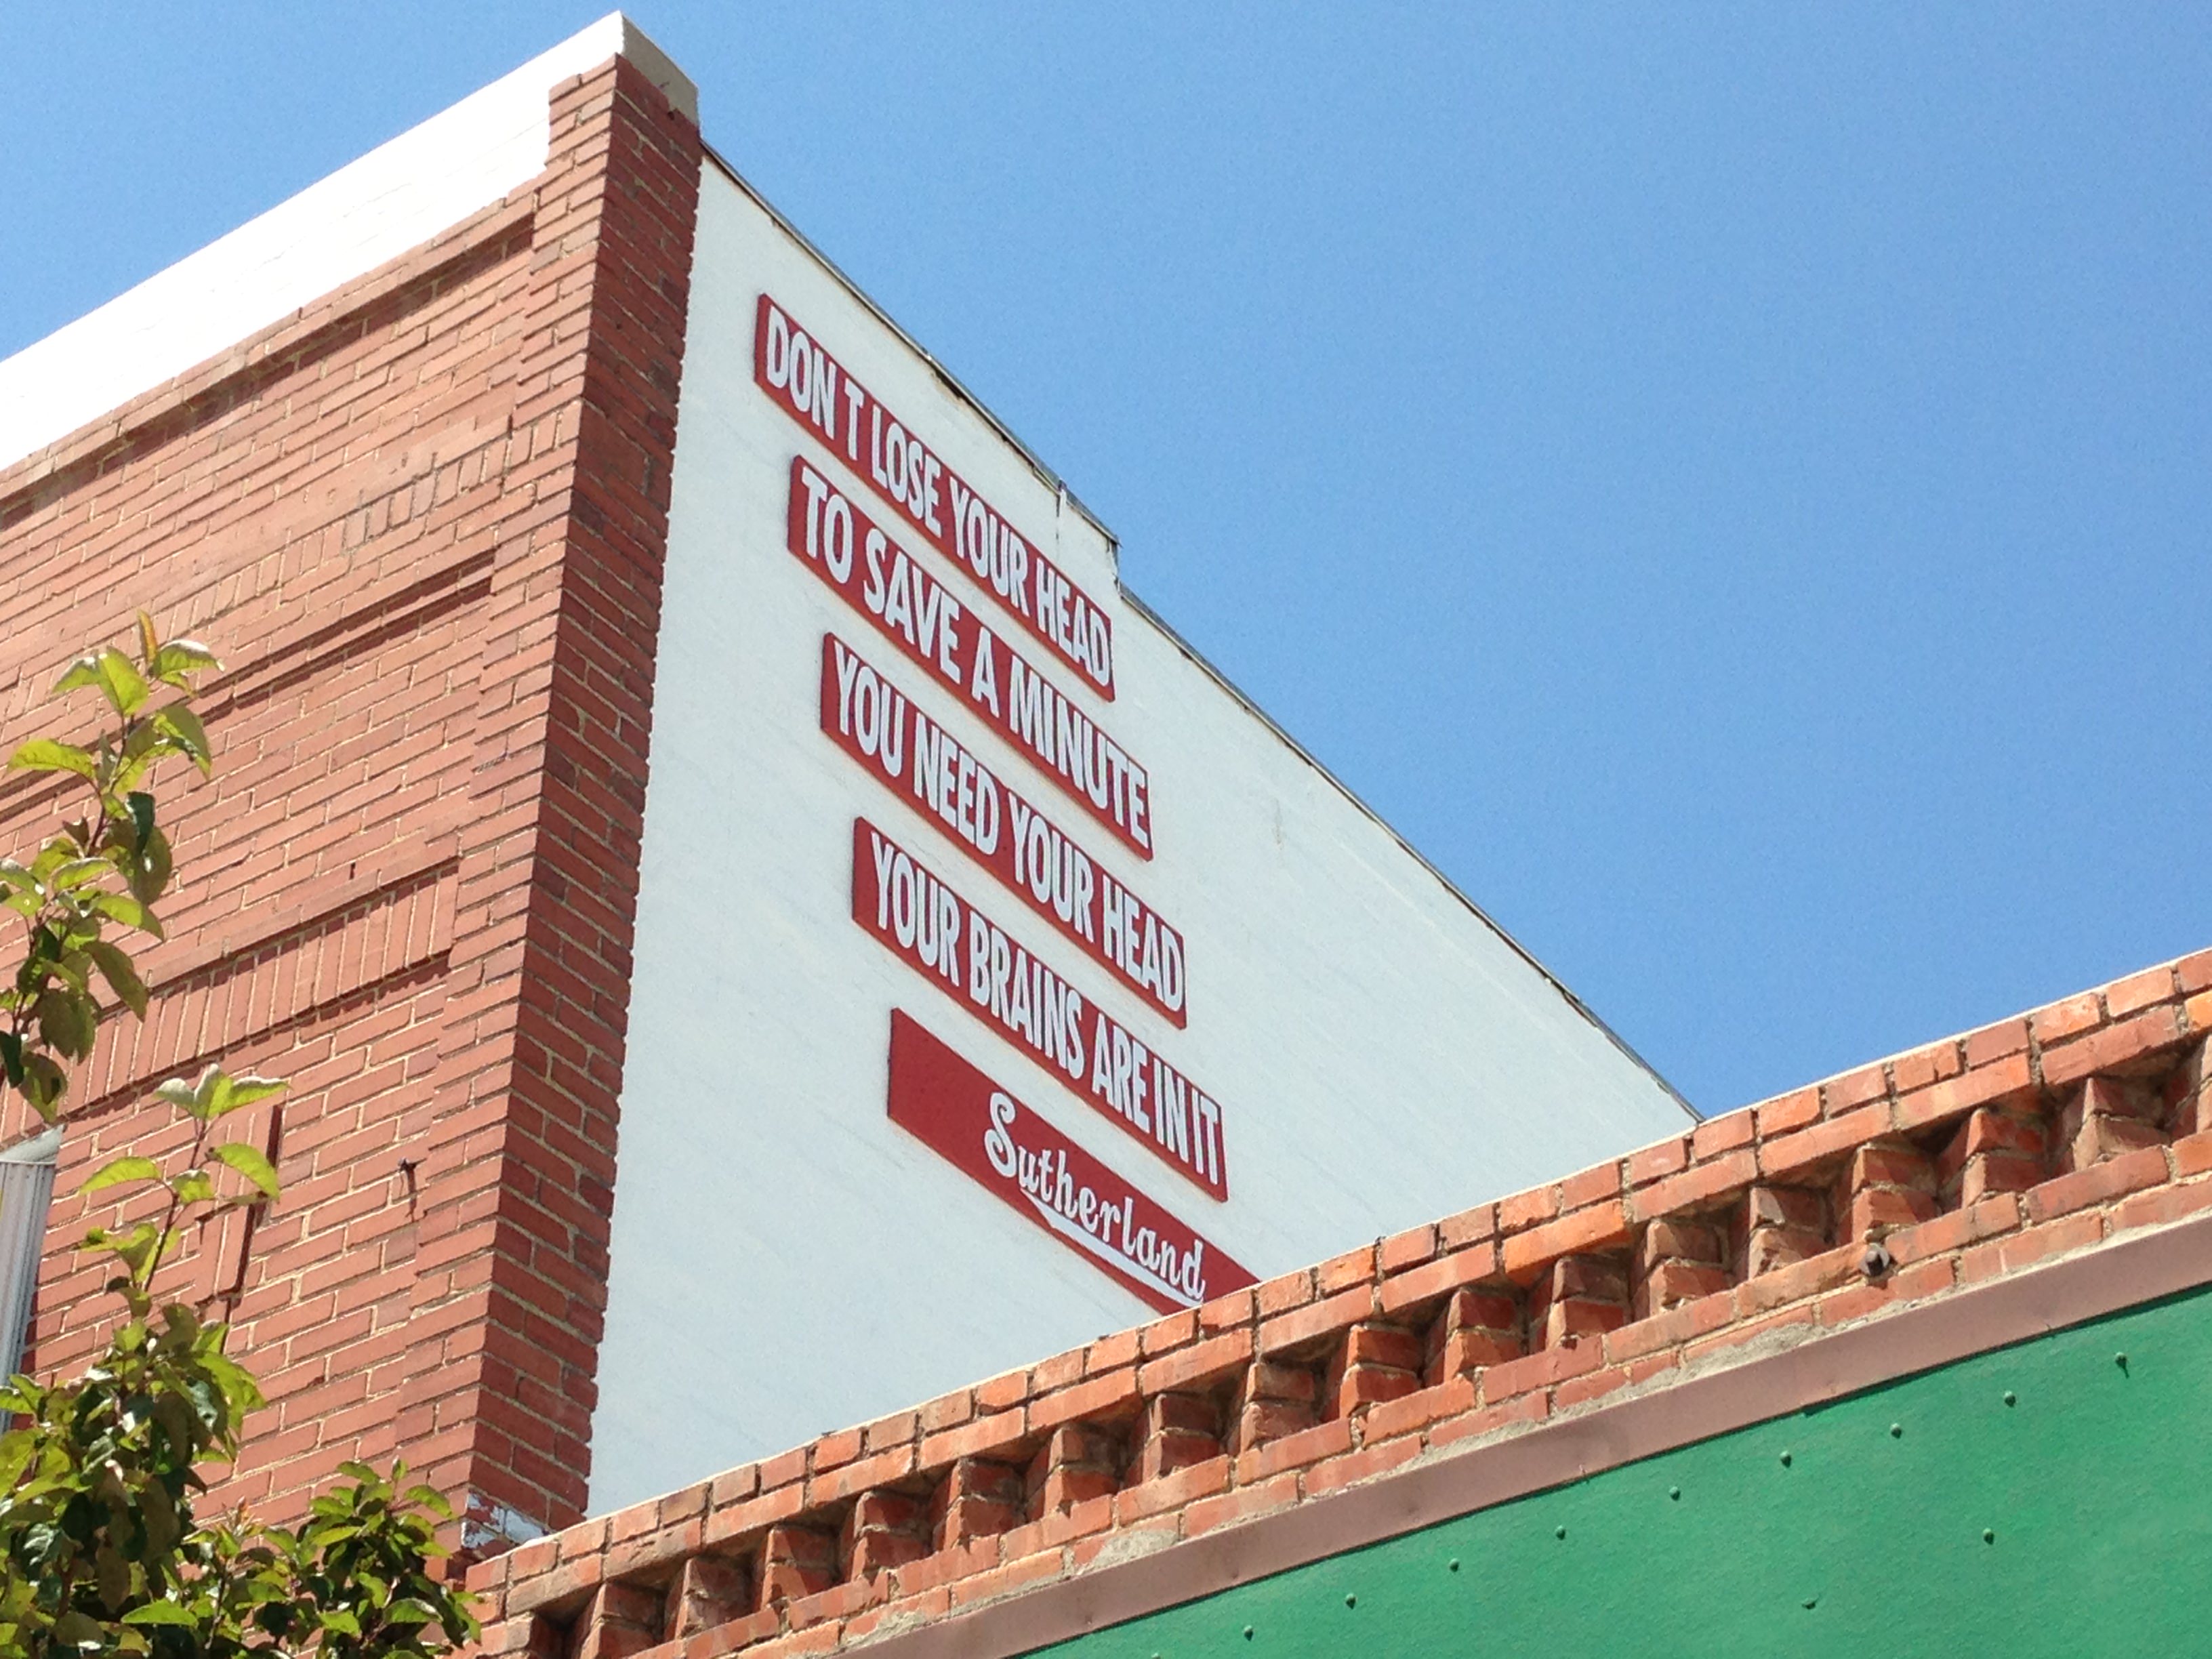 DON'T LOSE YOUR HEAD
TO SAVE A MINUTE
YOU NEED YOUR HEAD
YOUR BRAINS ARE IN IT
Sutherland